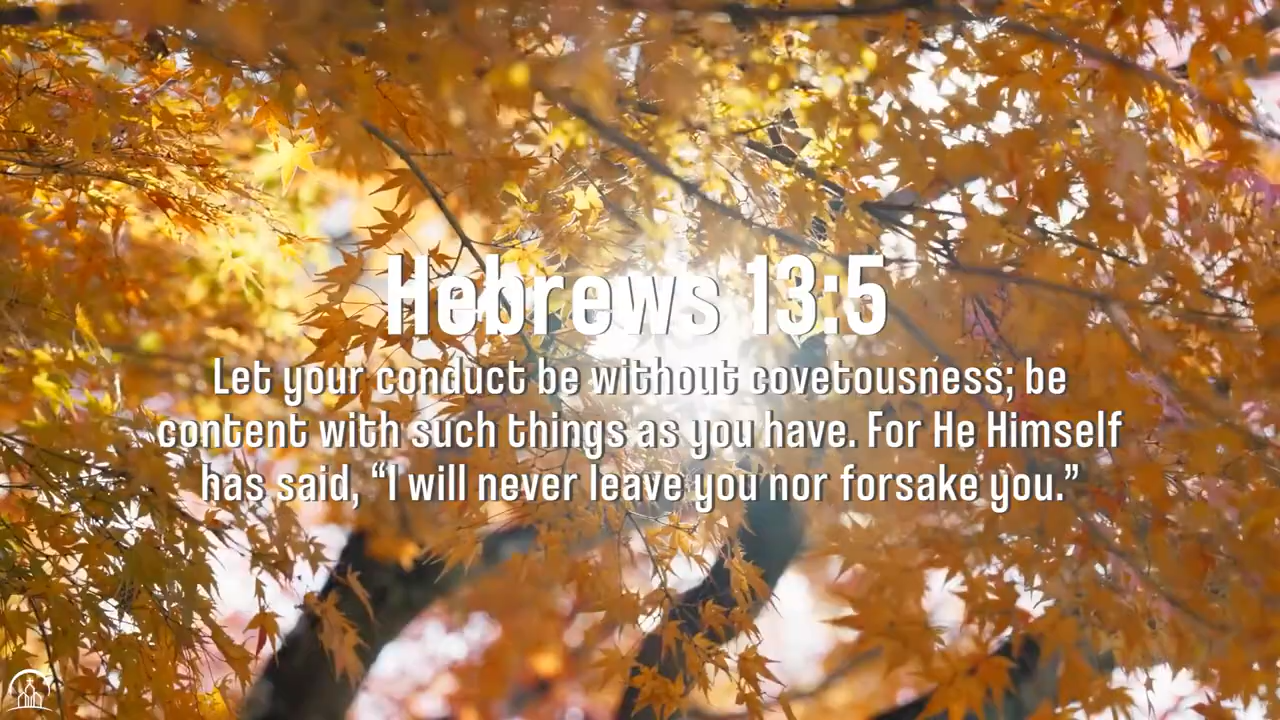 Hebrews 13:5
Let your conduct be without covetousness; be
content with such things as you have. For He Himself
has said, “I will never leave you nor forsake you.”